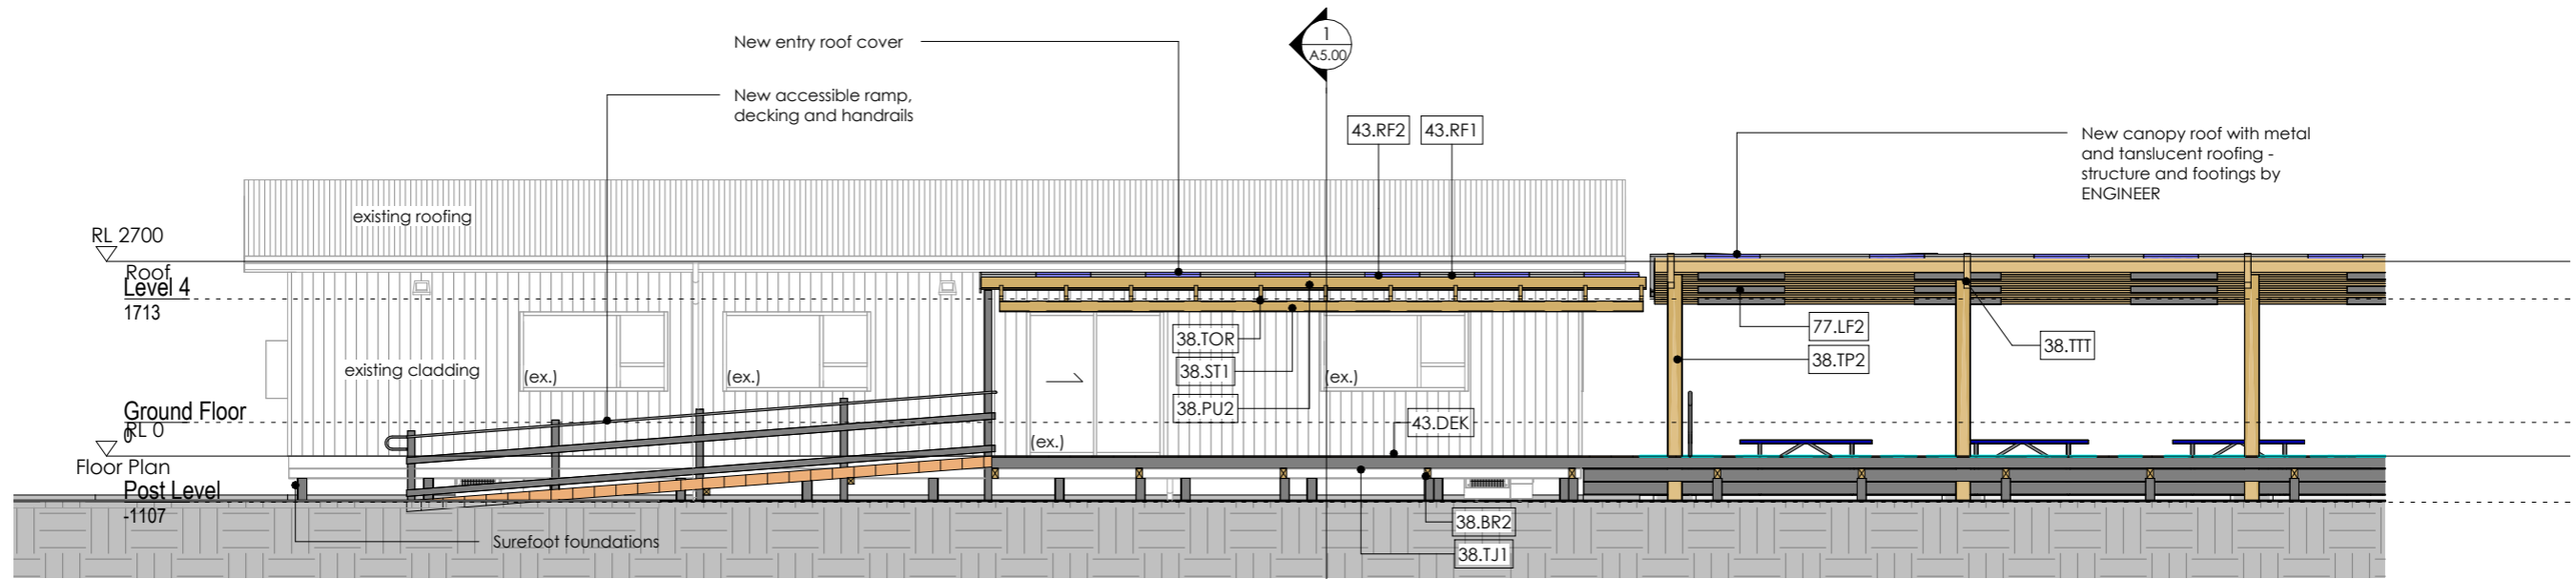 New entry roof cover
1
A5.00
New accessible ramp,
decking and handrails
43.RF2
43.RF1
New canopy roof with metal
and tanslucent roofing -
structure and footings by
ENGINEER
existing roofing
RL 2700
Roof
Level 4
1713
77.LF2
38.TOR
38.TTT
38.TP2
existing cladding
38.ST1
(ex.)
(ex.)
(ex.)
38.PU2
Ground Floor
0
RL 0
43.DEK
(ex.)
Floor Plan
Post Level
-1107
38.BR2
Surefoot foundations
38.TJ1